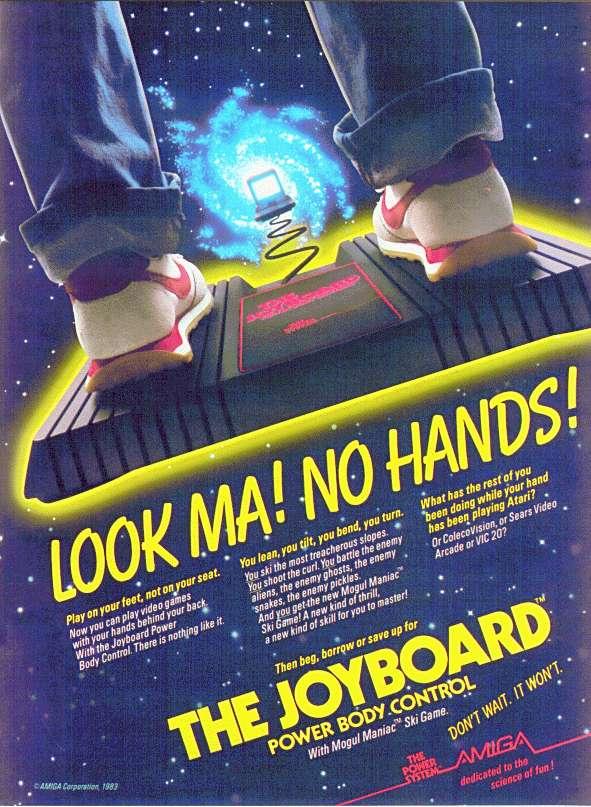 THE JOYBOARD
LOOK MA! NO HANDS!
Play on your feet, not on your seat.
Now you can play video games
with your hands behind your back.
With the Joyboard Power
Body Control. There is nothing like it.
You lean, you tilt, you bend, you turn.
You ski the most treacherous slopes.
You shoot the curl. You battle the enemy
aliens, the enemy ghosts, the enemy
snakes, the enemy pickles.
And you get the new Mogul Maniac™
Ski Game! A new kind of thrill,
a new kind of skill for you to master!
What has the rest of you
been doing while your hand
has been playing Atari?
Or ColecoVision, or Sears Video
Arcade or VIC 20?
Then beg, borrow or save up for
THE JOYBOARD™
POWER BODY CONTROL
With Mogul Maniac™ Ski Game.
DON'T WAIT. IT WON'T.
THE
POWER
SYSTEM™
AMIGA
dedicated to the
science of fun!
©AMIGA Corporation, 1983